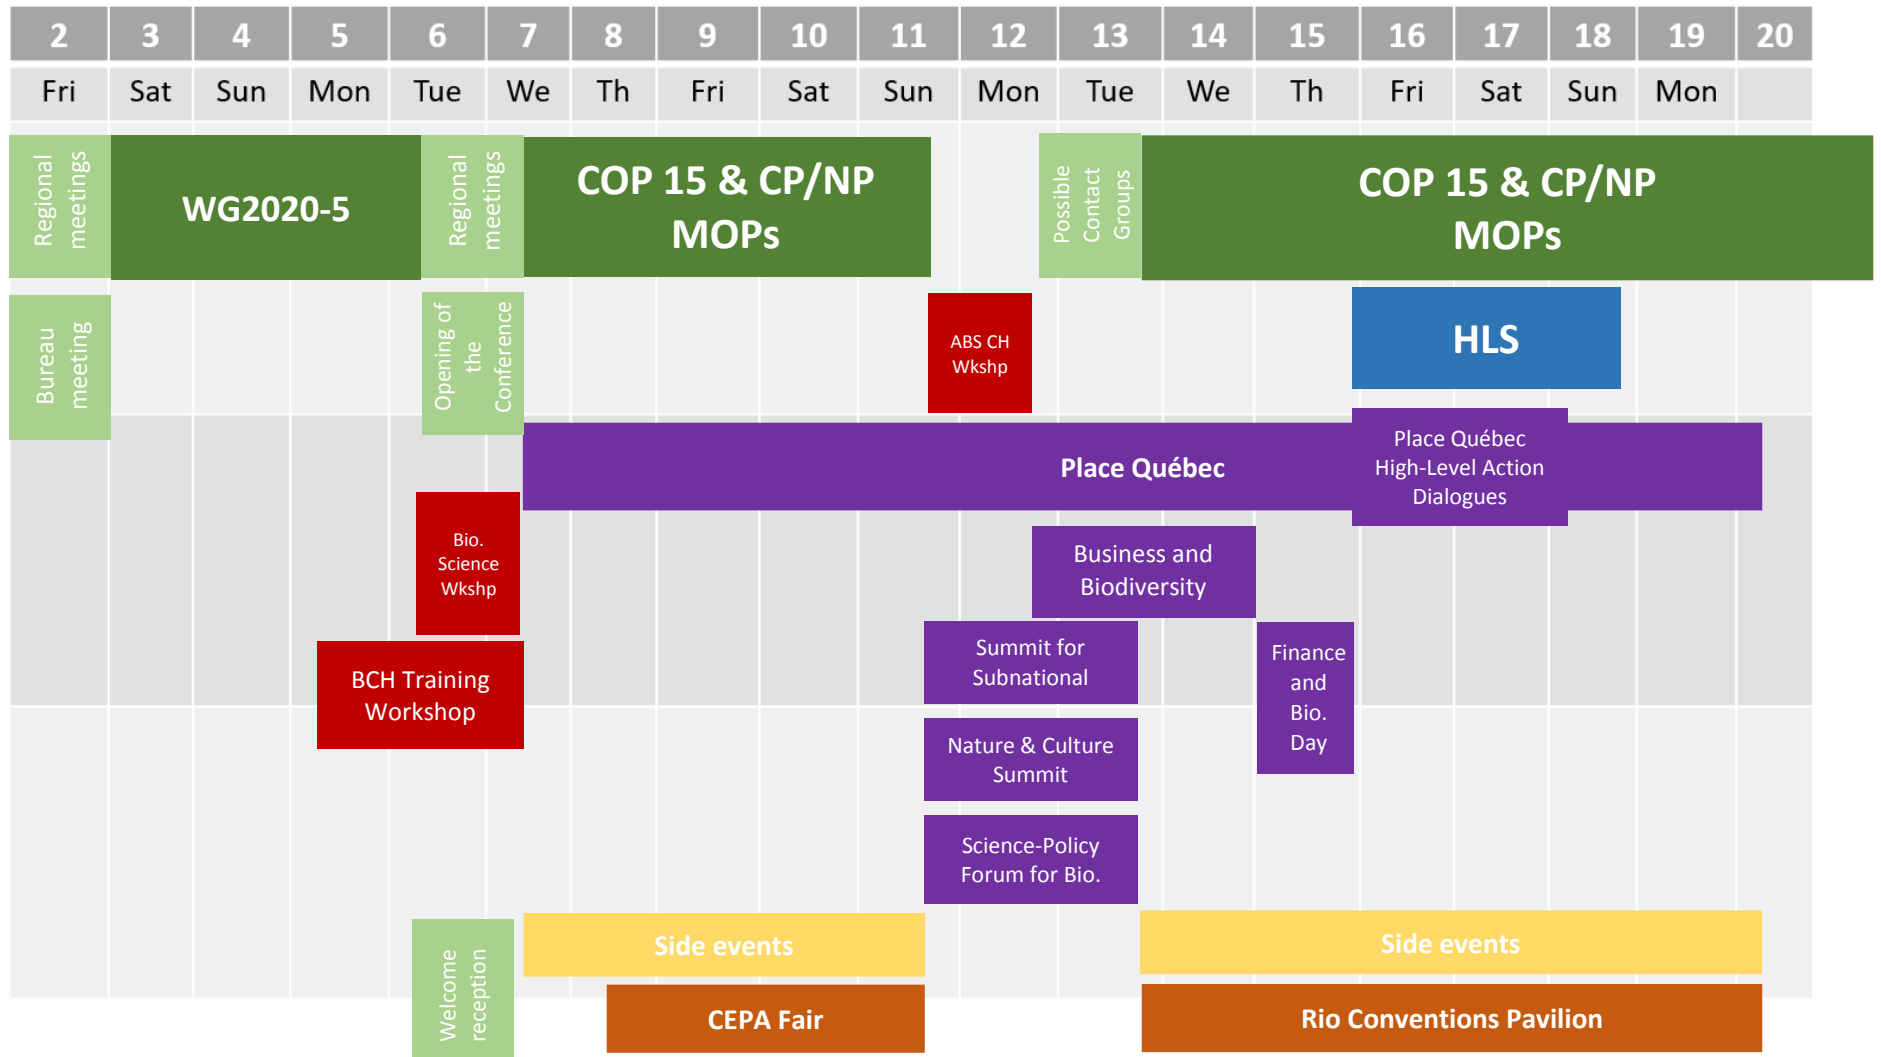 2 3 4 5 6 7 8 9 10 11 12 13 14 15 16 17 18 19 20
Fri Sat Sun Mon Tue We Th Fri Sat Sun Mon Tue We Th Fri Sat Sun Mon
Regional
meetings
WG2020-5
Regional
meetings
COP 15 & CP/NP
MOPs
Possible
Contact
Groups
COP 15 & CP/NP
MOPs
Bureau
meeting
Opening of
the
Conference
ABS CH
Wkshp
HLS
Place Québec
Place Québec
High-Level Action
Dialogues
Bio.
Science
Wkshp
Business and
Biodiversity
BCH Training
Workshop
Summit for
Subnational
Finance
and
Bio.
Day
Nature & Culture
Summit
Science-Policy
Forum for Bio.
Welcome
reception
Side events
Side events
CEPA Fair
Rio Conventions Pavilion